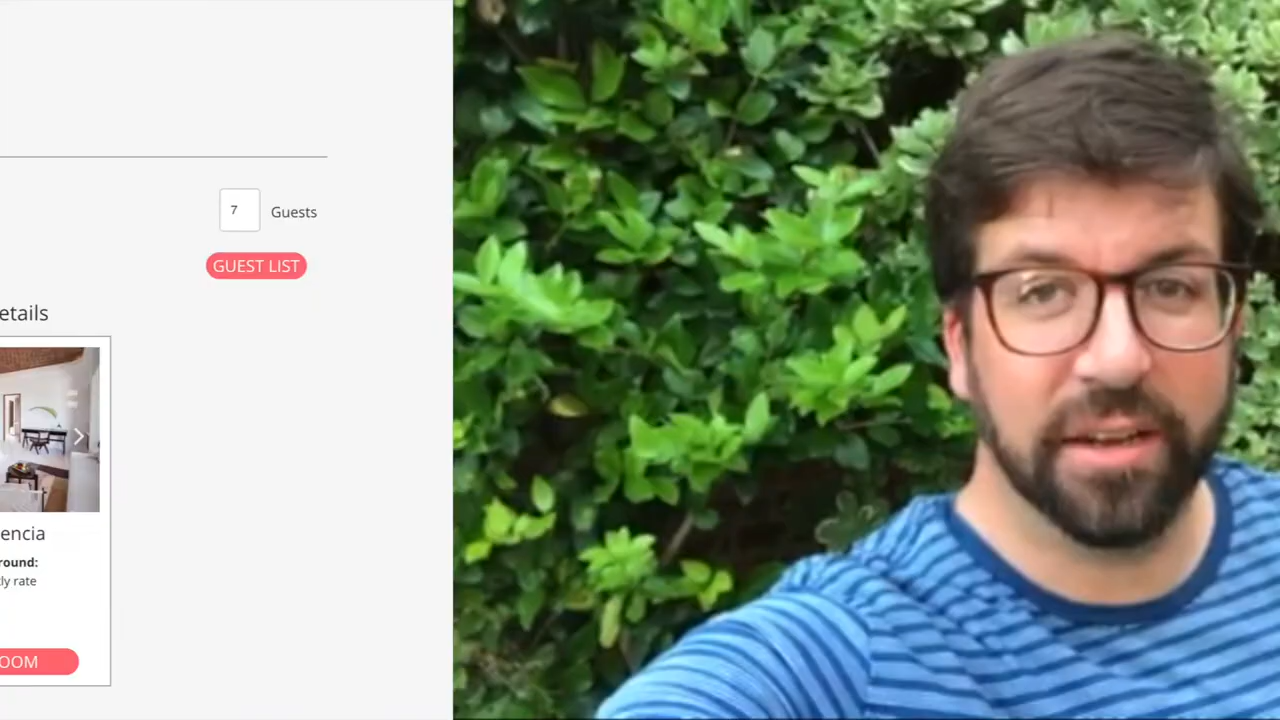 7 Guests
GUEST LIST
etails
encia
round:
ly rate
OOM